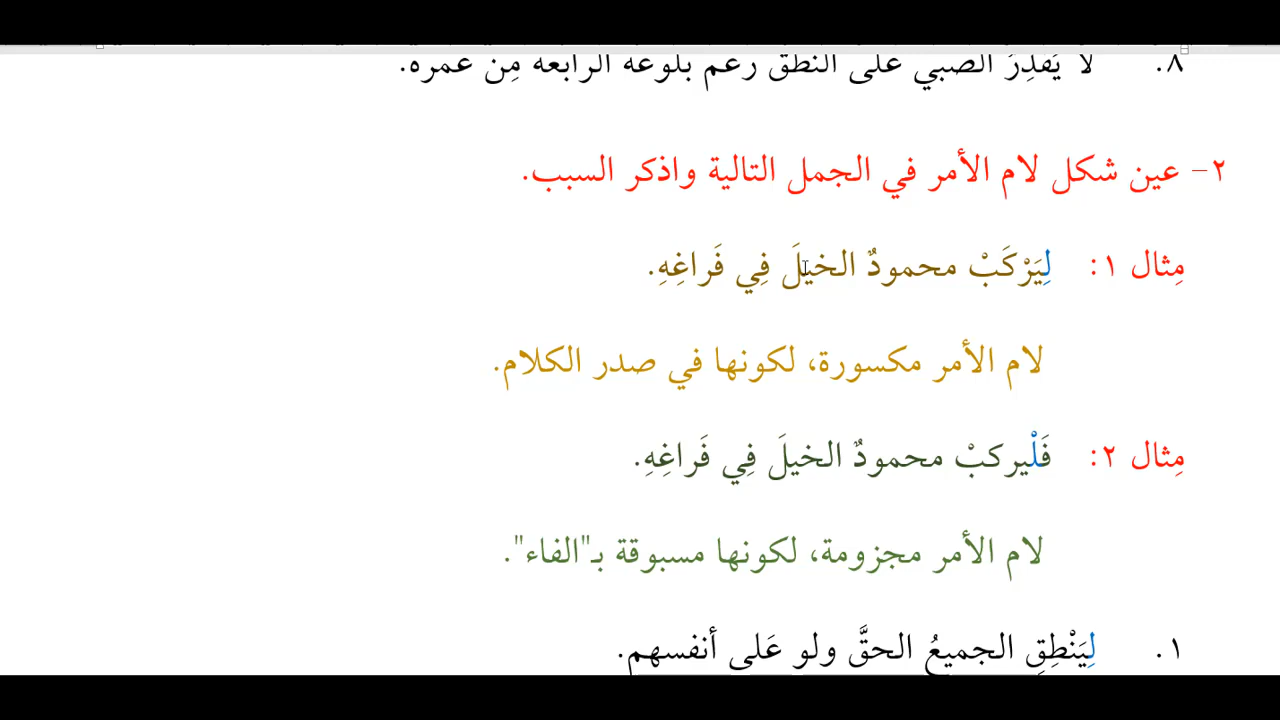 ٨. لا يَقدِرُ الصبي على النطق رغم بلوغه الرابعة مِن عمره.
٢- عين شكل لام الأمر في الجمل التالية واذكر السبب.
مِثال ١: لِيَرْكَبْ محمودٌ الخيلَ فِي فَراغِهِ.
لام الأمر مكسورة، لكونها في صدر الكلام.
مِثال ٢: فَلْيركبْ محمودٌ الخيلَ فِي فَراغِهِ.
لام الأمر مجزومة، لكونها مسبوقة بـ"الفاء".
١. لِيَنْطِقِ الجميعُ الحقَّ ولو عَلى أنفسهم.